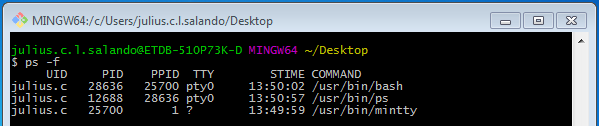 MINGW64:/c/Users/julius.c.l.salando/Desktop
julius.c.l.salando@ETDB-510P73K-D MINGW64 ~/Desktop
$ ps -f
UID PID PPID TTY STIME COMMAND
julius.c 28636 25700 pty0 13:50:02 /usr/bin/bash
julius.c 12688 28636 pty0 13:50:57 /usr/bin/ps
julius.c 25700 1 ? 13:49:59 /usr/bin/mintty